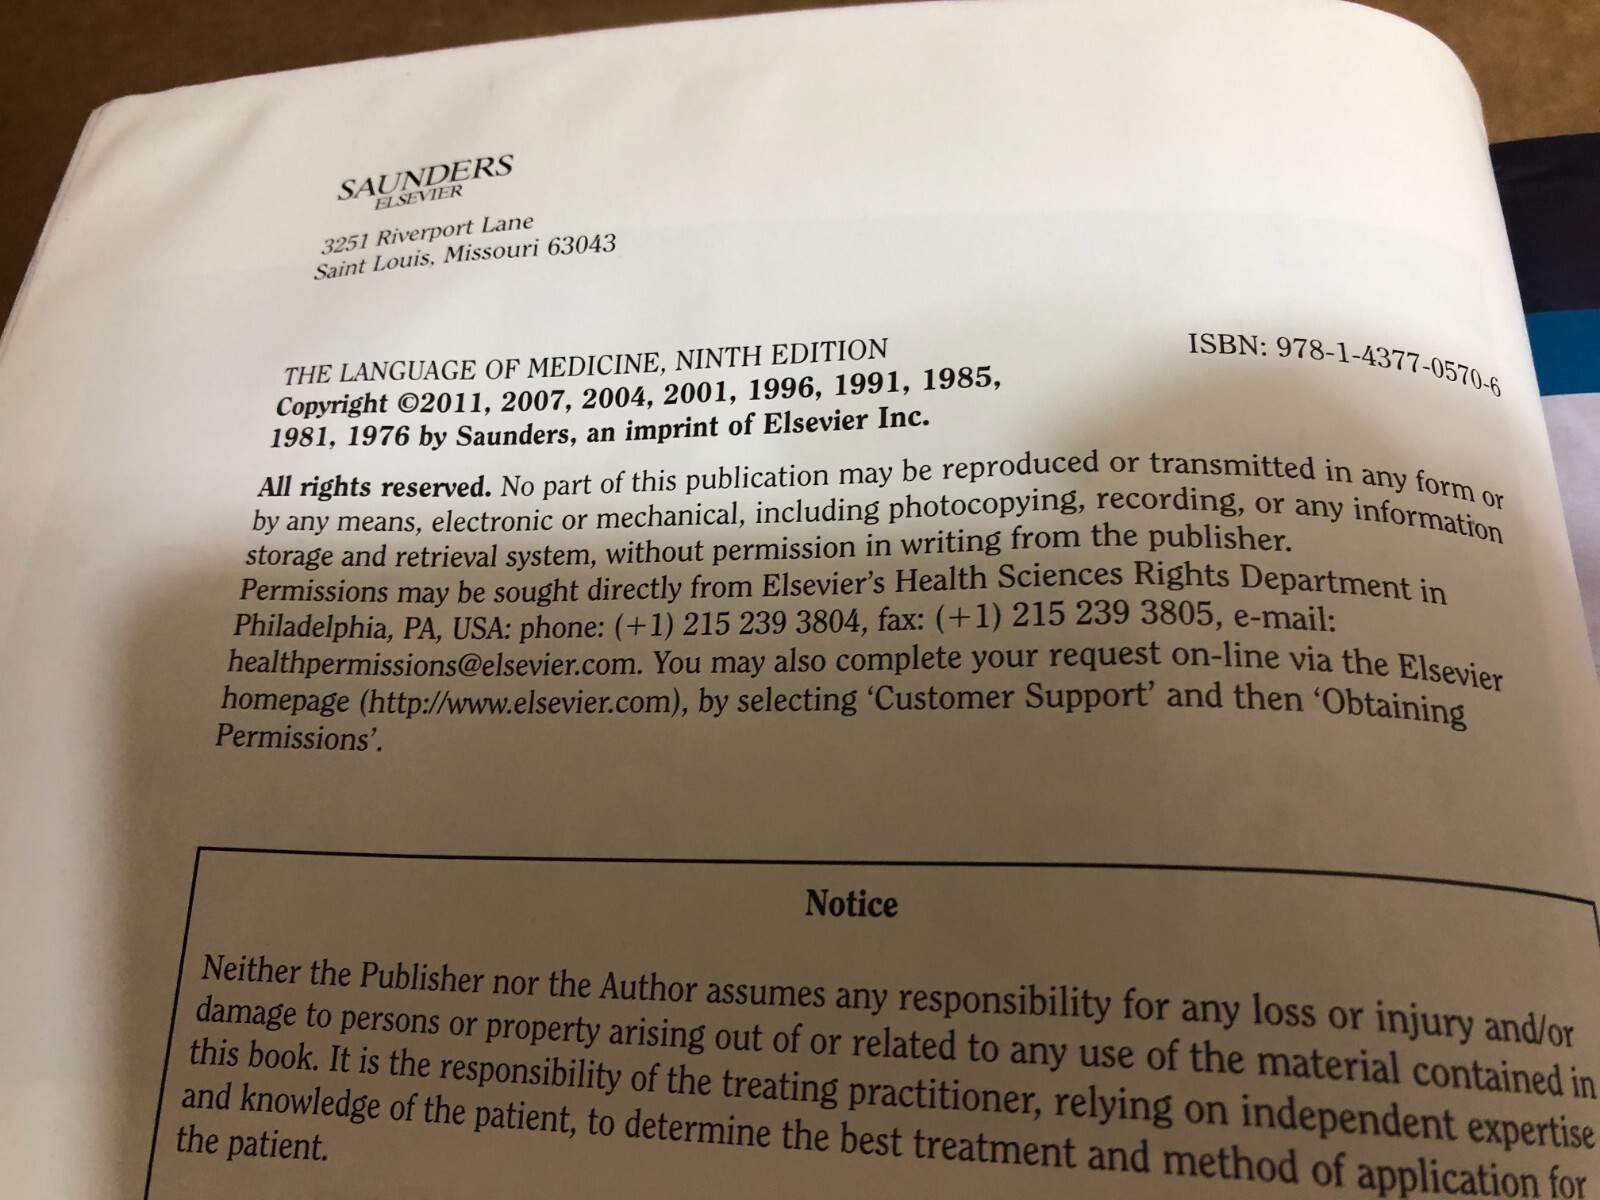 SAUNDERS
ELSEVIER
3251 Riverport Lane
Saint Louis, Missouri 63043
THE LANGUAGE OF MEDICINE, NINTH EDITION
ISBN: 978-1-4377-0570-6
Copyright ©2011, 2007, 2004, 2001, 1996, 1991, 1985,
1981, 1976 by Saunders, an imprint of Elsevier Inc.
All rights reserved. No part of this publication may be reproduced or transmitted in any form or
by any means, electronic or mechanical, including photocopying, recording, or any information
storage and retrieval system, without permission in writing from the publisher.
Permissions may be sought directly from Elsevier's Health Sciences Rights Department in
Philadelphia, PA, USA: phone: (+1) 215 239 3804, fax: (+1) 215 239 3805, e-mail:
healthpermissions@elsevier.com. You may also complete your request on-line via the Elsevier
homepage (http://www.elsevier.com), by selecting ‘Customer Support’ and then ‘Obtaining
Permissions’.
Notice
Neither the Publisher nor the Author assumes any responsibility for any loss or injury and/or
damage to persons or property arising out of or related to any use of the material contained in
this book. It is the responsibility of the treating practitioner, relying on independent expertise
and knowledge of the patient, to determine the best treatment and method of application for
the patient.